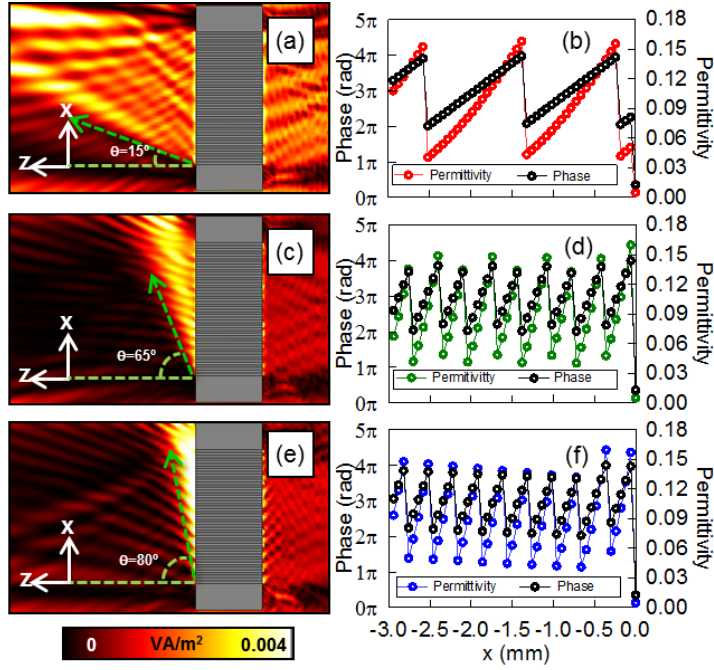 (a)
X
Z
θ=15º
Phase (rad)
5π
4π
3π
2π
1π
0π
(b)
Permittivity
Phase
0.18
0.15
0.12
0.09
0.06
0.03
0.00
Permittivity
(c)
X
Z
θ=65º
Phase (rad)
5π
4π
3π
2π
1π
0π
(d)
Permitivity
Phase
0.18
0.15
0.12
0.09
0.06
0.03
0.00
Permittivity
(e)
X
Z
θ=80º
Phase (rad)
5π
4π
3π
2π
1π
0π
(f)
Permittivity
Phase
0.18
0.15
0.12
0.09
0.06
0.03
0.00
Permittivity
-3.0 -2.5 -2.0 -1.5 -1.0 -0.5 0.0
x (mm)
0 VA/m² 0.004